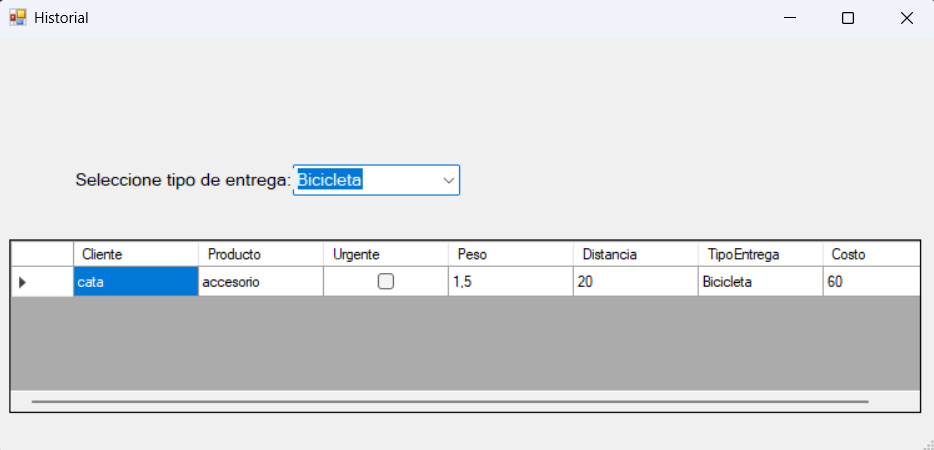 Historial
Seleccione tipo de entrega: Bicicleta
Cliente Producto Urgente Peso Distancia TipoEntrega Costo
cata accesorio 1,5 20 Bicicleta 60